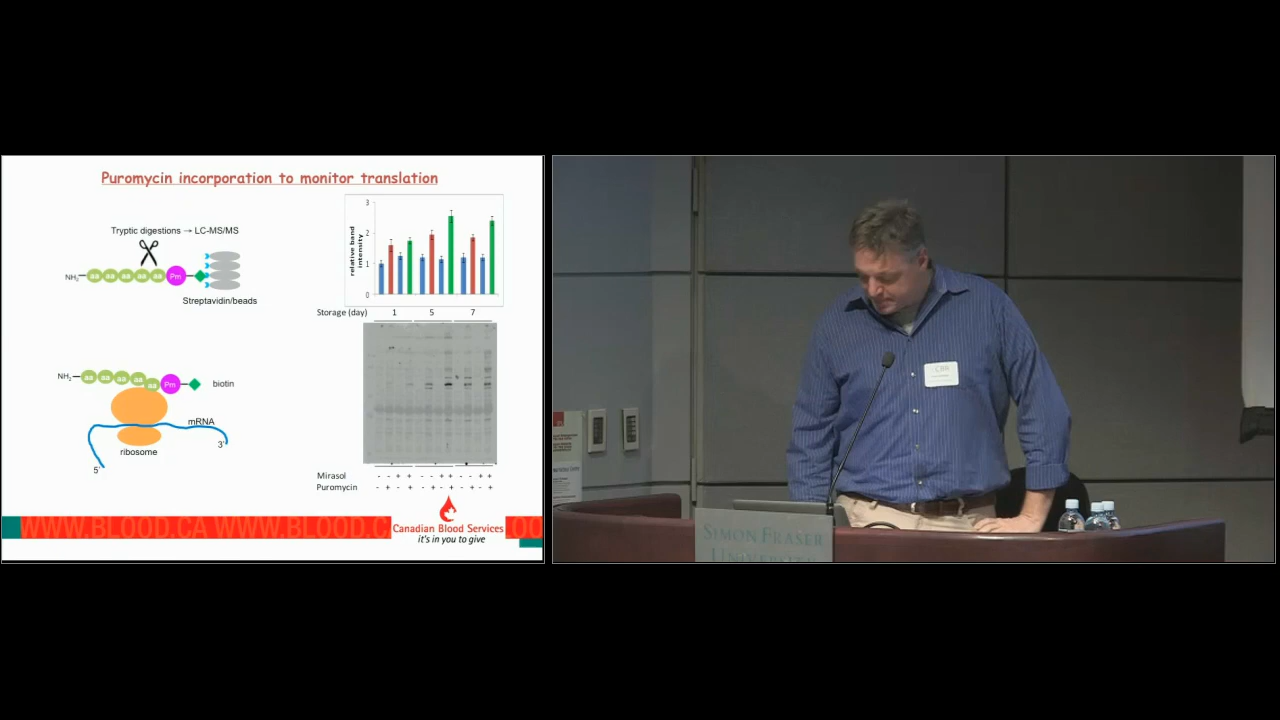 Puromycin incorporation to monitor translation
Tryptic digestions → LC-MS/MS
NH₂ aa aa aa aa aa Pm
Streptavidin/beads
NH₂ aa aa aa aa aa Pm biotin
mRNA
3'
ribosome
5'
relative band intensity
3
2
1
0
Storage (day) 1 5 7
Mirasol - - + + - - + + - - + +
Puromycin - + - + - + - + - + - +
WWW.BLOOD.CA WWW.BLOOD.C
Canadian Blood Services
it's in you to give
SIMON FRASER
UNIVERSITY